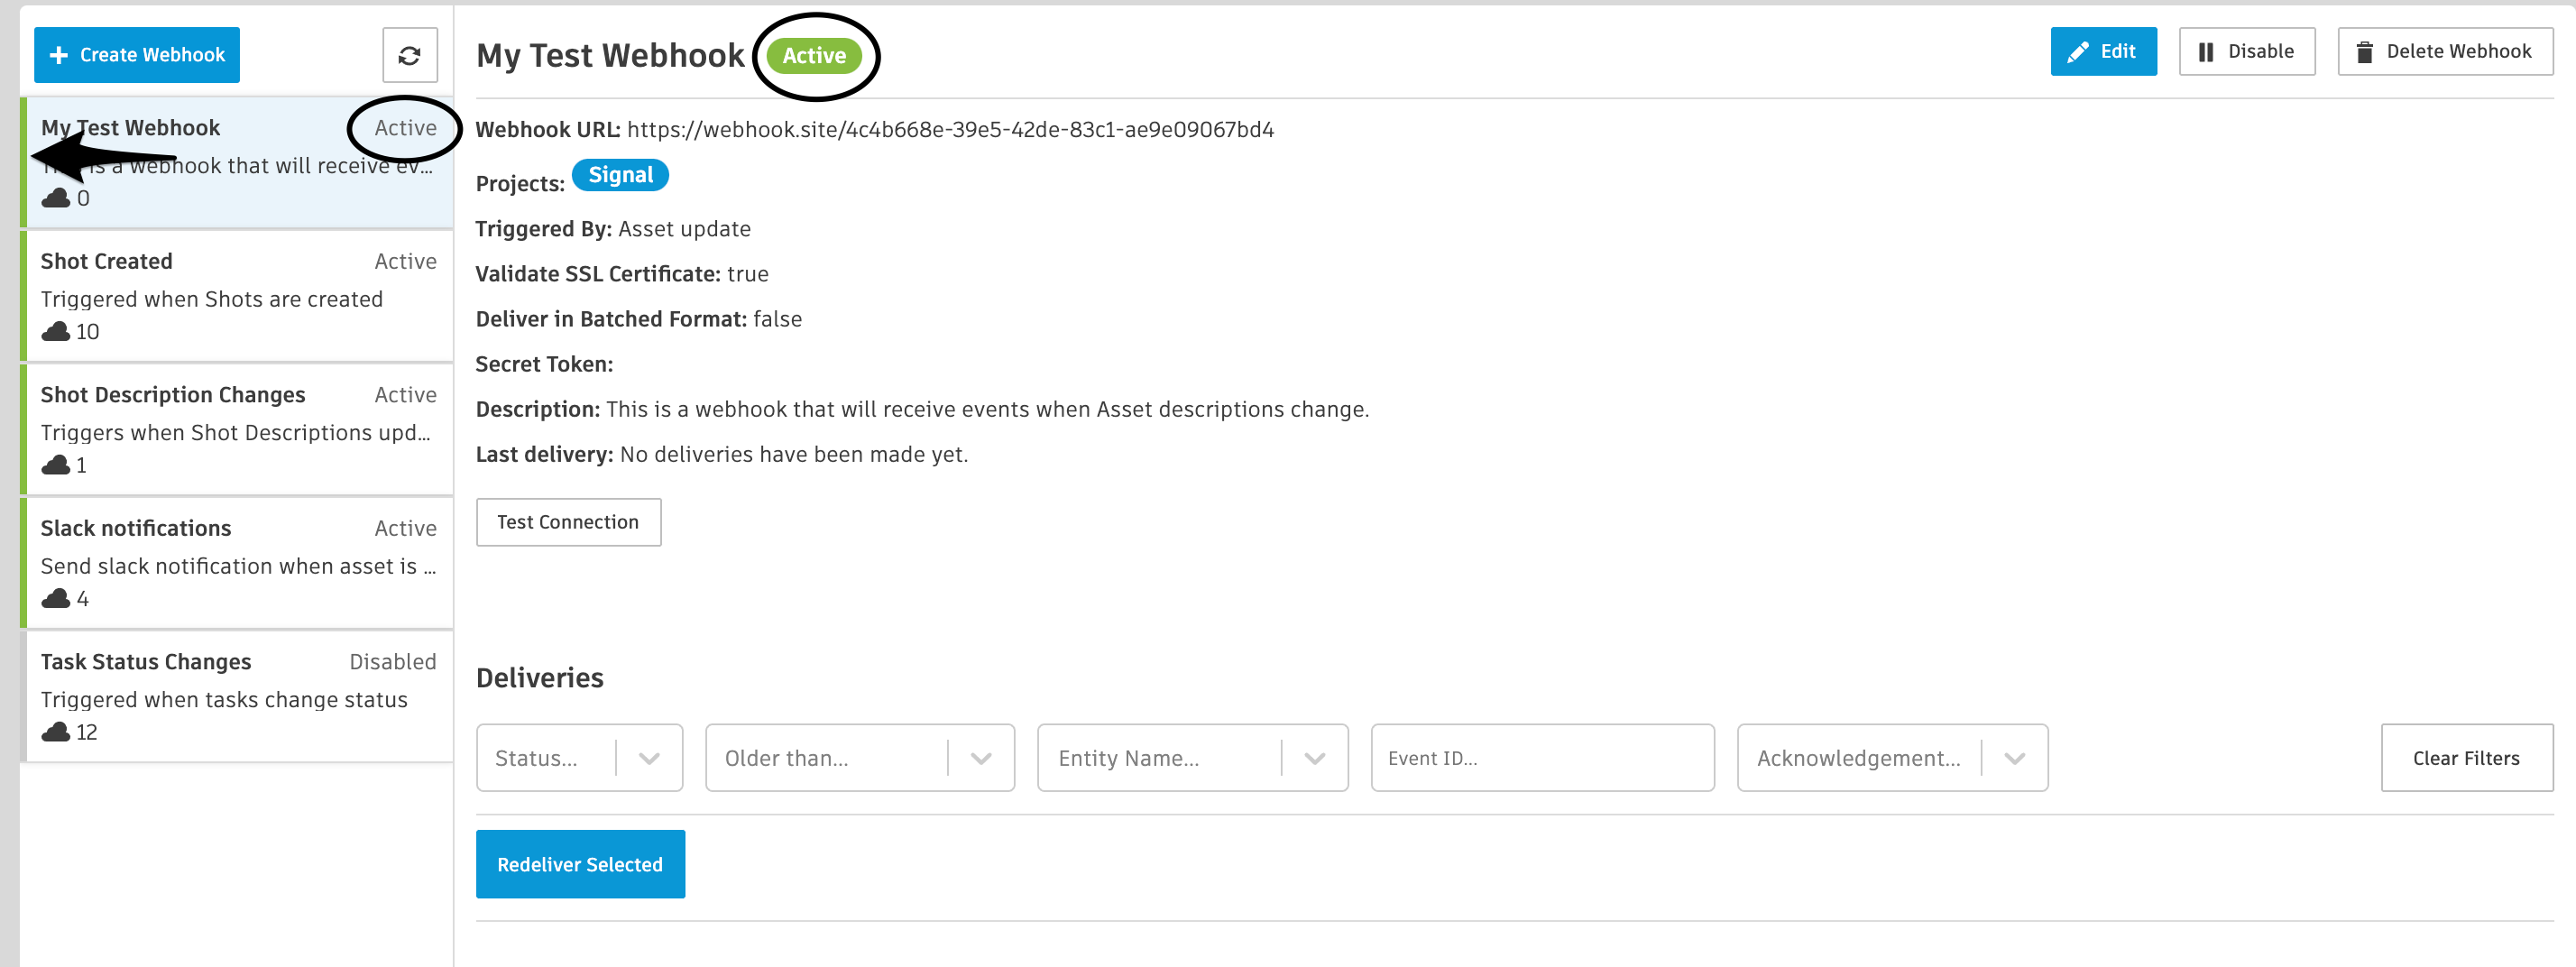 Create Webhook
My Test Webhook Active
This is a webhook that will receive ev...
0
Shot Created Active
Triggered when Shots are created
10
Shot Description Changes Active
Triggers when Shot Descriptions upd...
1
Slack notifications Active
Send slack notification when asset is ...
4
Task Status Changes Disabled
Triggered when tasks change status
12
My Test Webhook Active
Edit
Disable
Delete Webhook
Webhook URL: https://webhook.site/4c4b668e-39e5-42de-83c1-ae9e09067bd4
Projects: Signal
Triggered By: Asset update
Validate SSL Certificate: true
Deliver in Batched Format: false
Secret Token:
Description: This is a webhook that will receive events when Asset descriptions change.
Last delivery: No deliveries have been made yet.
Test Connection
Deliveries
Status...
Older than...
Entity Name...
Event ID...
Acknowledgement...
Clear Filters
Redeliver Selected